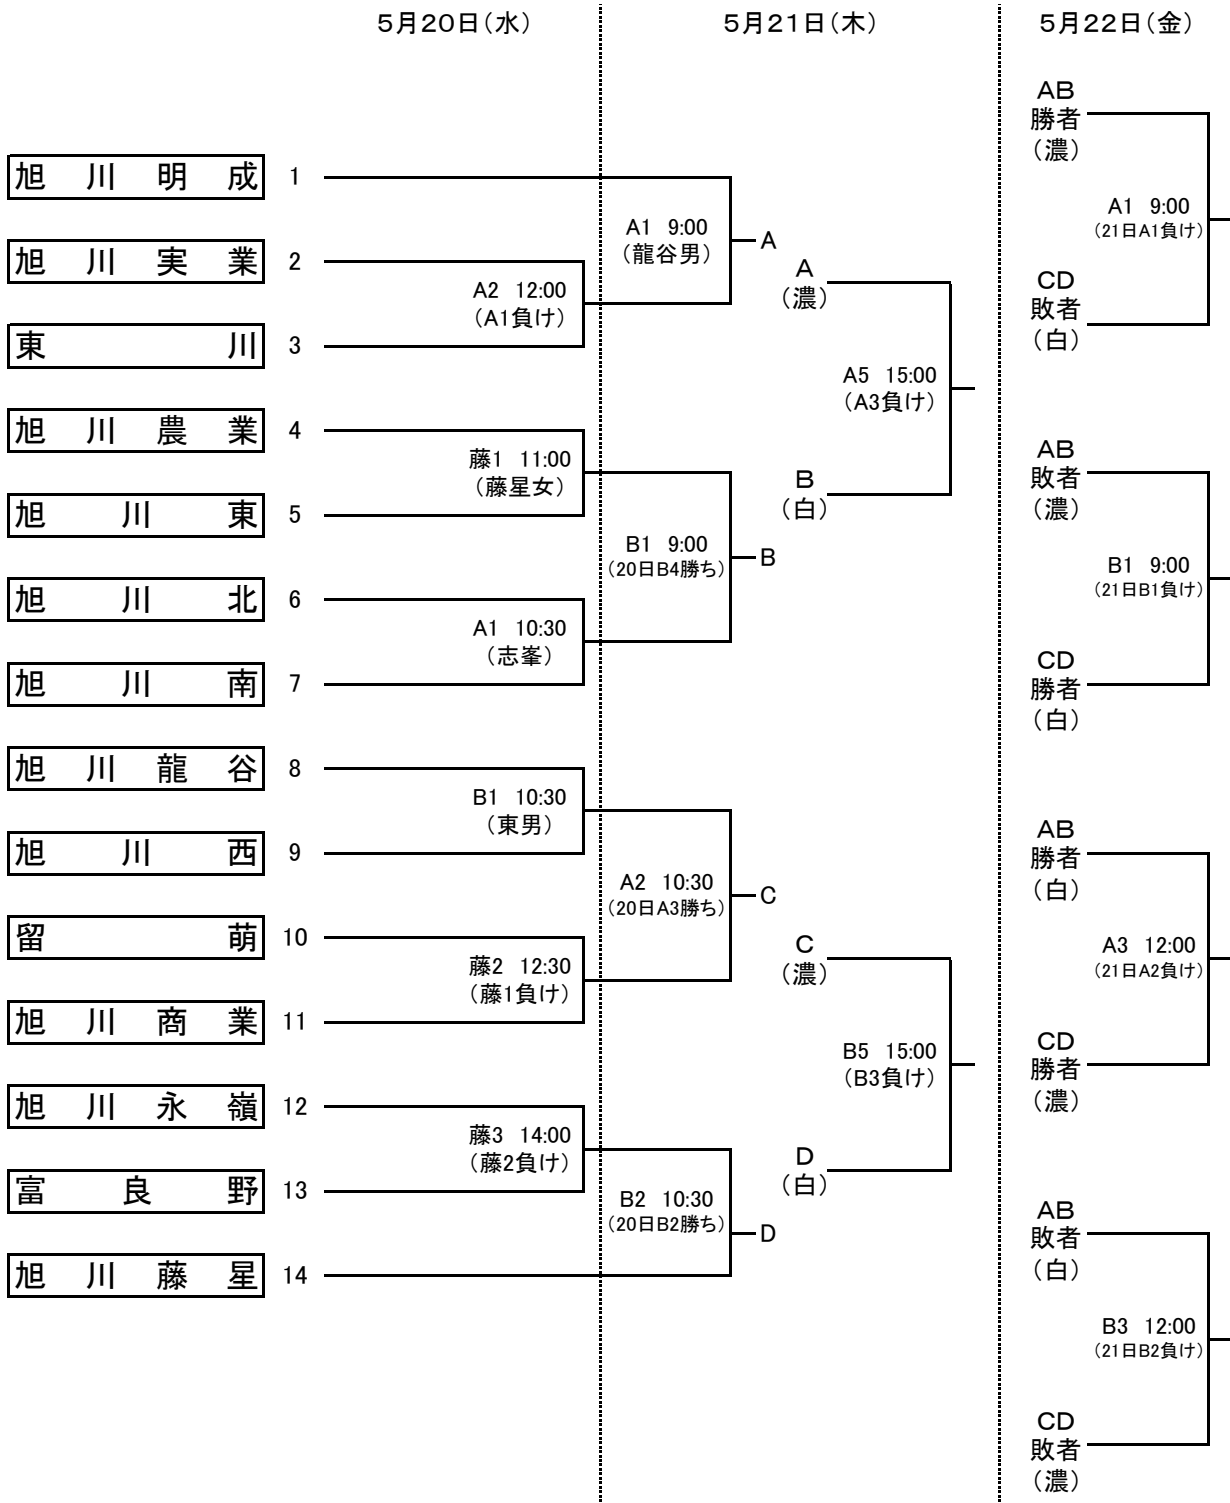 5月20日(水)
5月21日(木)
5月22日(金)
旭川明成 1
旭川実業 2
東川 3
旭川農業 4
旭川東 5
旭川北 6
旭川南 7
旭川龍谷 8
旭川西 9
留萌 10
旭川商業 11
旭川永嶺 12
富良野 13
旭川藤星 14
A2 12:00
(A1負け)
藤1 11:00
(藤星女)
A1 10:30
(志峯)
B1 10:30
(東男)
藤2 12:30
(藤1負け)
藤3 14:00
(藤2負け)
A1 9:00
(龍谷男)
A
B1 9:00
(20日B4勝ち)
B
A2 10:30
(20日A3勝ち)
C
B2 10:30
(20日B2勝ち)
D
A
(濃)
A5 15:00
(A3負け)
B
(白)
C
(濃)
B5 15:00
(B3負け)
D
(白)
AB
勝者
(濃)
A1 9:00
(21日A1負け)
CD
敗者
(白)
AB
敗者
(濃)
B1 9:00
(21日B1負け)
CD
勝者
(白)
AB
勝者
(白)
A3 12:00
(21日A2負け)
CD
勝者
(濃)
AB
敗者
(白)
B3 12:00
(21日B2負け)
CD
敗者
(濃)